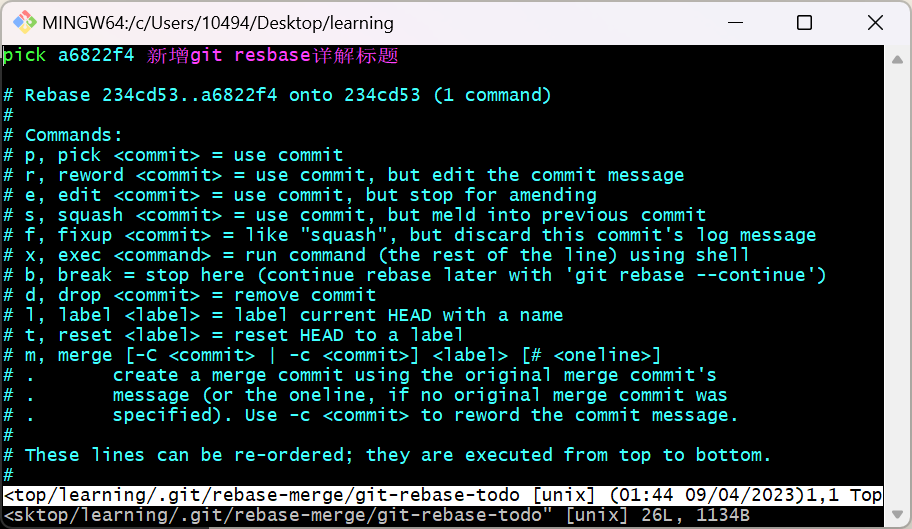 MINGW64:/c/Users/10494/Desktop/learning
pick a6822f4 新增git resbase详解标题
# Rebase 234cd53..a6822f4 onto 234cd53 (1 command)
#
# Commands:
# p, pick <commit> = use commit
# r, reword <commit> = use commit, but edit the commit message
# e, edit <commit> = use commit, but stop for amending
# s, squash <commit> = use commit, but meld into previous commit
# f, fixup <commit> = like "squash", but discard this commit's log message
# x, exec <command> = run command (the rest of the line) using shell
# b, break = stop here (continue rebase later with 'git rebase --continue')
# d, drop <commit> = remove commit
# l, label <label> = label current HEAD with a name
# t, reset <label> = reset HEAD to a label
# m, merge [-C <commit> | -c <commit>] <label> [# <oneline>]
# .       create a merge commit using the original merge commit's
# .       message (or the oneline, if no original merge commit was
# .       specified). Use -c <commit> to reword the commit message.
#
# These lines can be re-ordered; they are executed from top to bottom.
#
<top/learning/.git/rebase-merge/git-rebase-todo [unix] (01:44 09/04/2023)1,1 Top
<sktop/learning/.git/rebase-merge/git-rebase-todo" [unix] 26L, 1134B